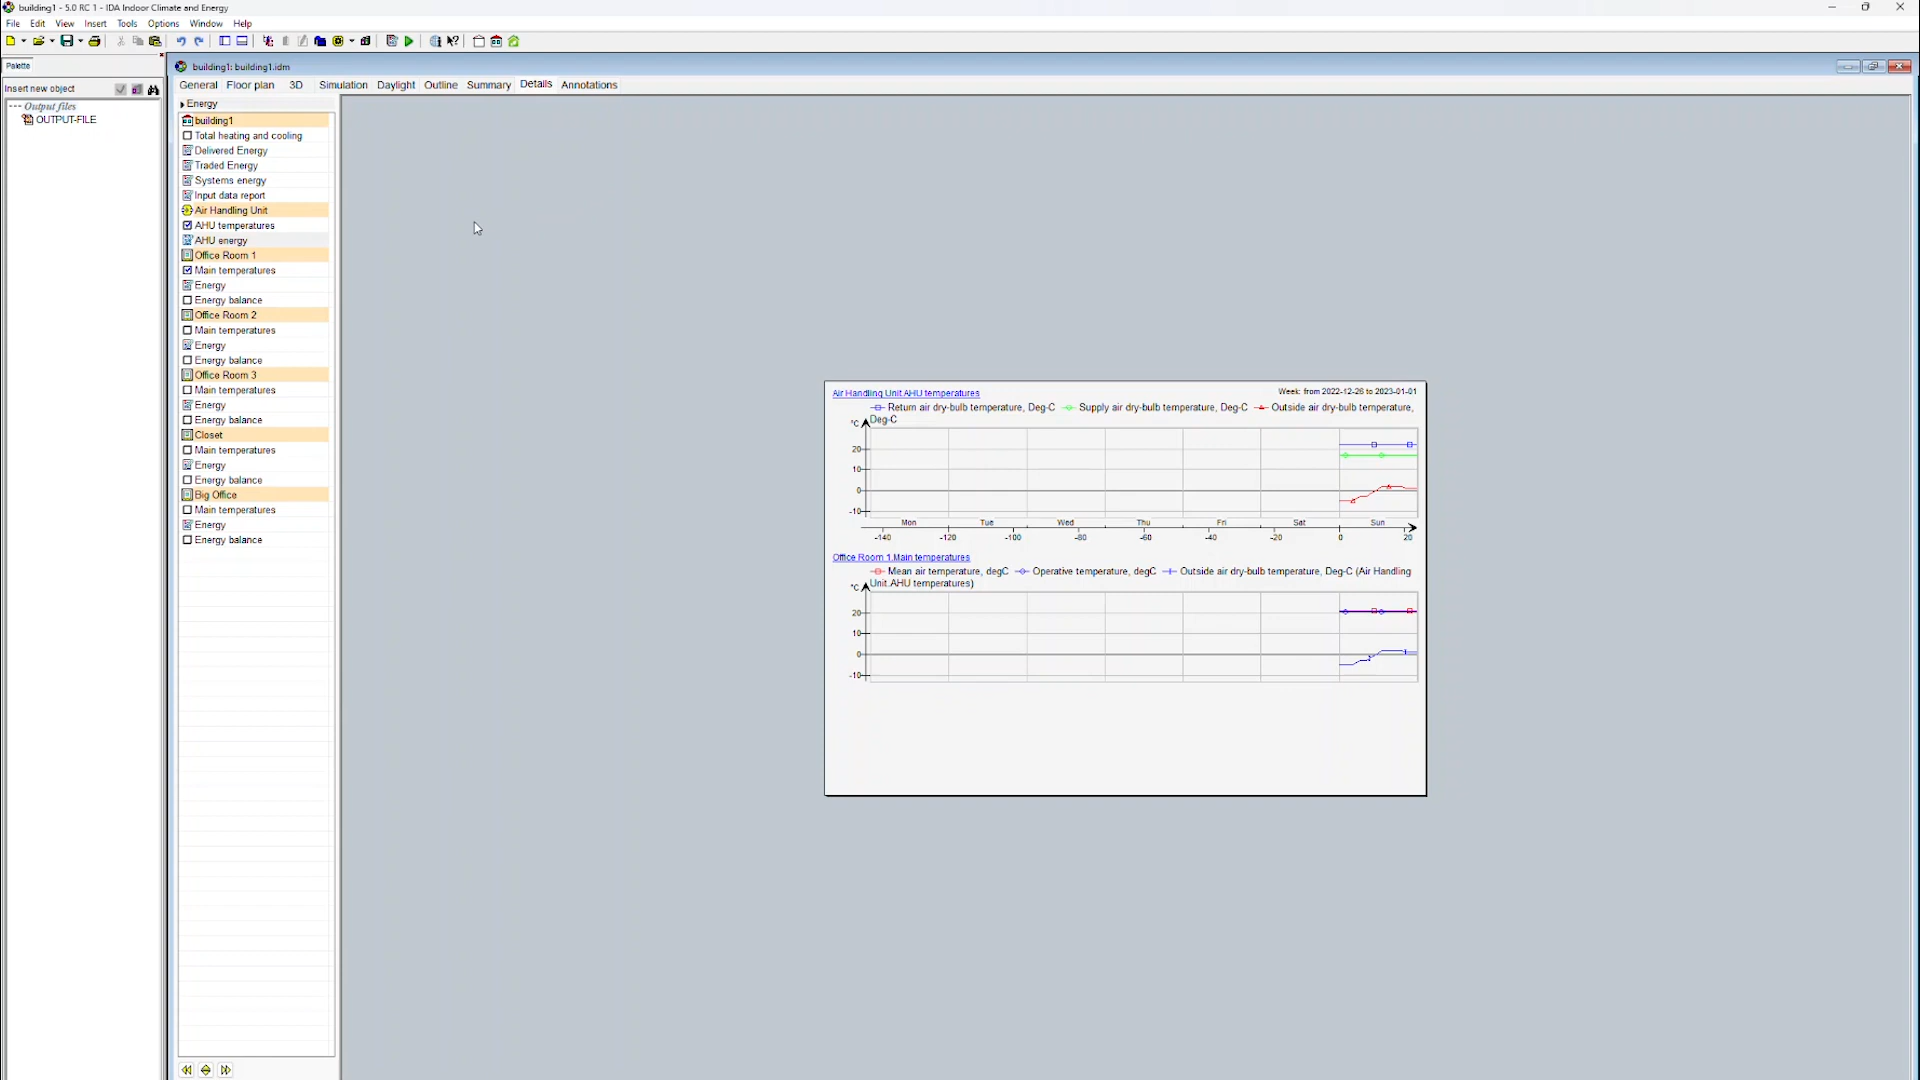 building1 - 5.0 RC 1 - IDA Indoor Climate and Energy
File Edit View Insert Tools Options Window Help
Palette
building1: building1.idm
General Floor plan 3D Simulation Daylight Outline Summary Details Annotations
Insert new object
--- Output files
OUTPUT-FILE
Energy
building1
Total heating and cooling
Delivered Energy
Traded Energy
Systems energy
Input data report
Air Handling Unit
AHU temperatures
AHU energy
Office Room 1
Main temperatures
Energy
Energy balance
Office Room 2
Main temperatures
Energy
Energy balance
Office Room 3
Main temperatures
Energy
Energy balance
Closet
Main temperatures
Energy
Energy balance
Big Office
Main temperatures
Energy
Energy balance
Air Handling Unit.AHU temperatures
Week: from 2022-12-26 to 2023-01-01
Return air dry-bulb temperature, Deg-C Supply air dry-bulb temperature, Deg-C Outside air dry-bulb temperature,
Deg-C
°C
20
10
0
-10
Mon Tue Wed Thu Fri Sat Sun
-140 -120 -100 -80 -60 -40 -20 0 20
Office Room 1.Main temperatures
Mean air temperature, degC Operative temperature, degC Outside air dry-bulb temperature, Deg-C (Air Handling
Unit.AHU temperatures)
°C
20
10
0
-10